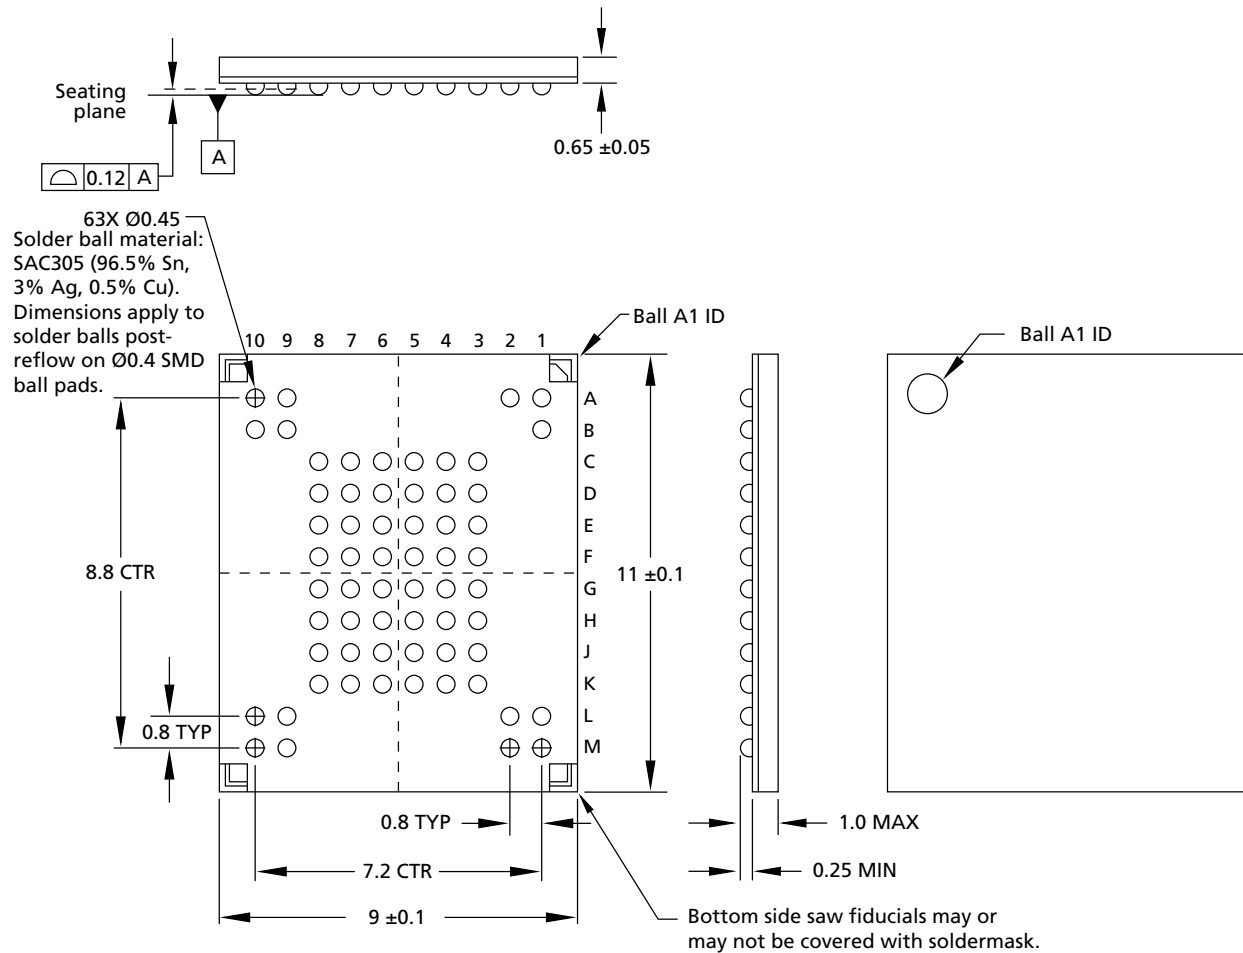 Seating
plane
A
0.12 A
0.65 ±0.05
63X Ø0.45
Solder ball material:
SAC305 (96.5% Sn,
3% Ag, 0.5% Cu).
Dimensions apply to
solder balls post-
reflow on Ø0.4 SMD
ball pads.
Ball A1 ID
Ball A1 ID
10 9 8 7 6 5 4 3 2 1
A
B
C
D
E
F
G
H
J
K
L
M
8.8 CTR
11 ±0.1
0.8 TYP
0.8 TYP
1.0 MAX
7.2 CTR
0.25 MIN
9 ±0.1
Bottom side saw fiducials may or
may not be covered with soldermask.